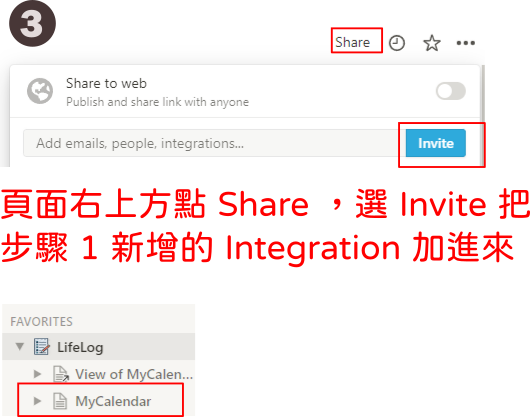 3
Share
Share to web
Publish and share link with anyone
Add emails, people, integrations...
Invite
頁面右上方點 Share ，選 Invite 把
步驟 1 新增的 Integration 加進來
FAVORITES
LifeLog
View of MyCalen...
MyCalendar